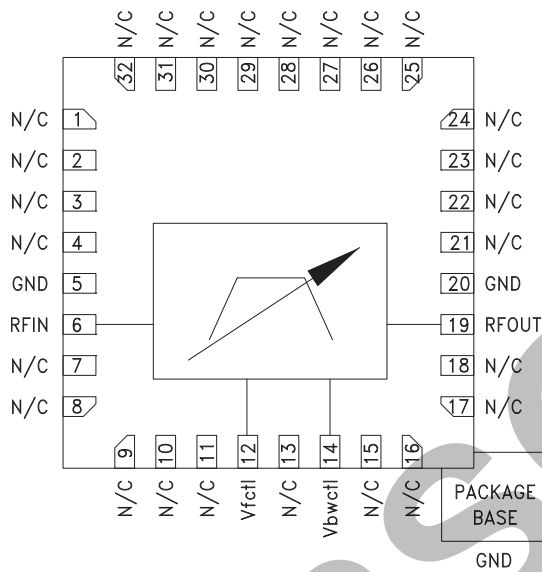 N/C N/C N/C N/C N/C N/C N/C N/C
32 31 30 29 28 27 26 25
N/C 1
N/C 2
N/C 3
N/C 4
GND 5
RFIN 6
N/C 7
N/C 8
24 N/C
23 N/C
22 N/C
21 N/C
20 GND
19 RFOUT
18 N/C
17 N/C
9 10 11 12 13 14 15 16
N/C N/C N/C Vfctl N/C Vbwctl N/C N/C
PACKAGE
BASE
GND